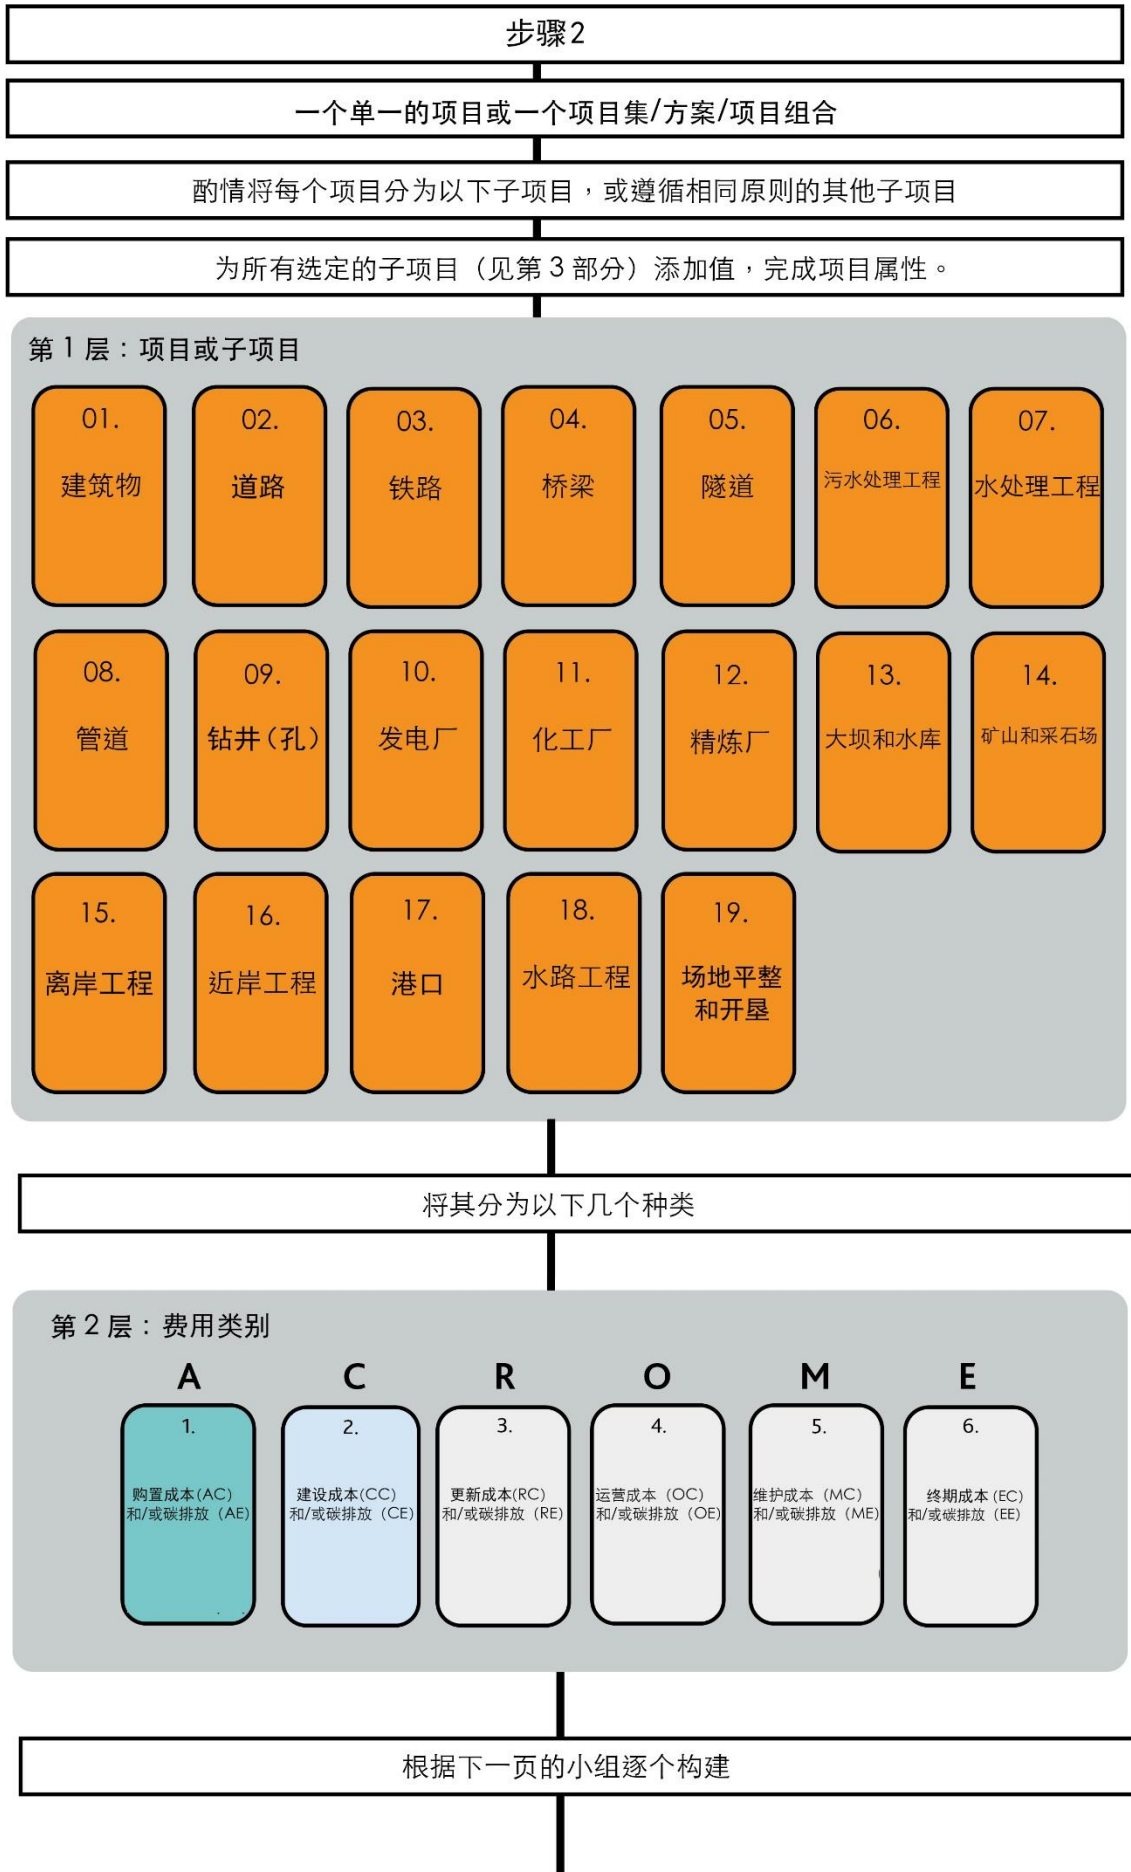 步骤2
一个单一的项目或一个项目集/方案/项目组合
酌情将每个项目分为以下子项目，或遵循相同原则的其他子项目
为所有选定的子项目（见第3部分）添加值，完成项目属性。
第1层：项目或子项目
01.
建筑物
02.
道路
03.
铁路
04.
桥梁
05.
隧道
06.
污水处理工程
07.
水处理工程
08.
管道
09.
钻井（孔）
10.
发电厂
11.
化工厂
12.
精炼厂
13.
大坝和水库
14.
矿山和采石场
15.
离岸工程
16.
近岸工程
17.
港口
18.
水路工程
19.
场地平整
和开垦
将其分为以下几个种类
第2层：费用类别
A
C
R
O
M
E
1.
购置成本(AC)
和/或碳排放（AE）
2.
建设成本(CC)
和/或碳排放（CE）
3.
更新成本(RC)
和/或碳排放（RE）
4.
运营成本（OC）
和/或碳排放（OE）
5.
维护成本（MC）
和/或碳排放（ME）
6.
终期成本(EC)
和/或碳排放（EE）
根据下一页的小组逐个构建